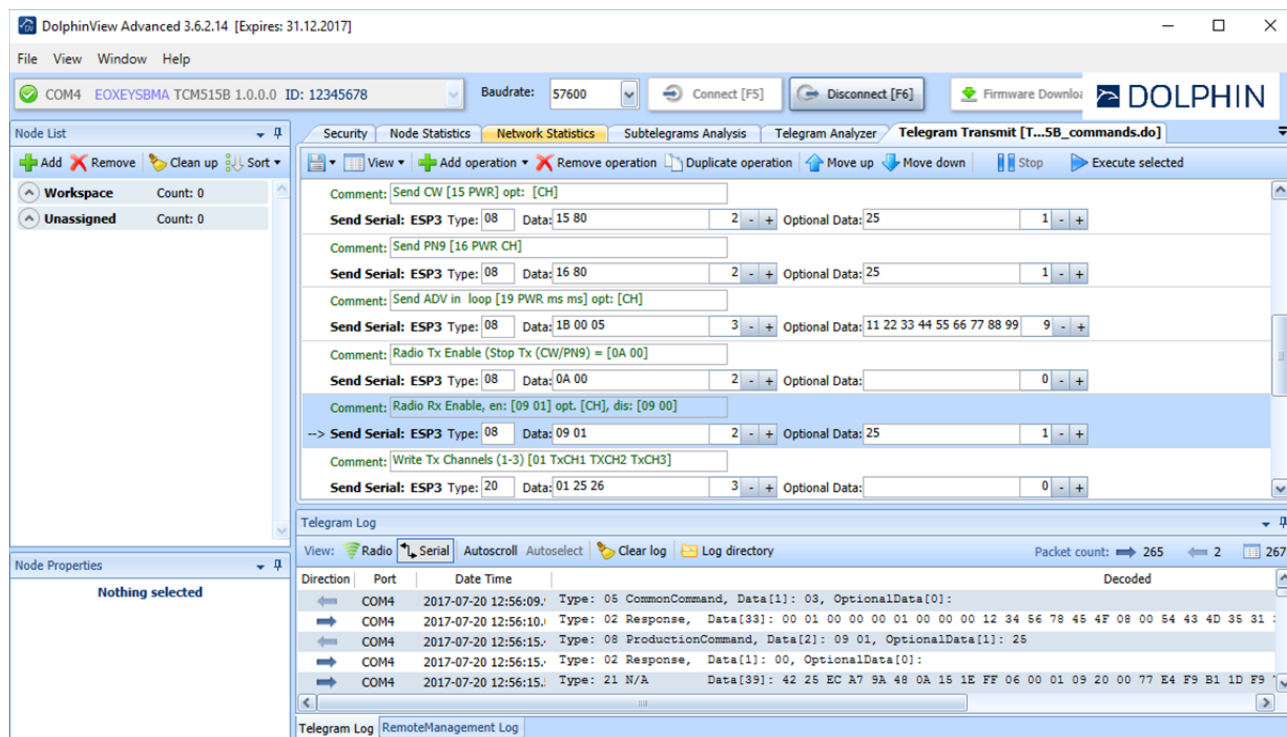 DolphinView Advanced 3.6.2.14 [Expires: 31.12.2017]
File View Window Help
COM4 EOXEYSBMA TCM515B 1.0.0.0 ID: 12345678 Baudrate: 57600 Connect [F5] Disconnect [F6] Firmware Downloa DOLPHIN
Node List
Add Remove Clean up Sort
Workspace Count: 0
Unassigned Count: 0
Node Properties
Nothing selected
Security Node Statistics Network Statistics Subtelegrams Analysis Telegram Analyzer Telegram Transmit [T...5B_commands.do]
View Add operation Remove operation Duplicate operation Move up Move down Stop Execute selected
Comment: Send CW [15 PWR] opt: [CH]
Send Serial: ESP3 Type: 08 Data: 15 80 2 - + Optional Data: 25 1 - +
Comment: Send PN9 [16 PWR CH]
Send Serial: ESP3 Type: 08 Data: 16 80 2 - + Optional Data: 25 1 - +
Comment: Send ADV in loop [19 PWR ms ms] opt: [CH]
Send Serial: ESP3 Type: 08 Data: 1B 00 05 3 - + Optional Data: 11 22 33 44 55 66 77 88 99 9 - +
Comment: Radio Tx Enable (Stop Tx (CW/PN9) = [0A 00]
Send Serial: ESP3 Type: 08 Data: 0A 00 2 - + Optional Data: 0 - +
Comment: Radio Rx Enable, en: [09 01] opt. [CH], dis: [09 00]
--> Send Serial: ESP3 Type: 08 Data: 09 01 2 - + Optional Data: 25 1 - +
Comment: Write Tx Channels (1-3) [01 TxCH1 TXCH2 TxCH3]
Send Serial: ESP3 Type: 20 Data: 01 25 26 3 - + Optional Data: 0 - +
Telegram Log
View: Radio Serial Autoscroll Autoselect Clear log Log directory Packet count: 265 2 267
Direction Port Date Time Decoded
COM4 2017-07-20 12:56:09. Type: 05 CommonCommand, Data[1]: 03, OptionalData[0]:
COM4 2017-07-20 12:56:10. Type: 02 Response, Data[33]: 00 01 00 00 00 01 00 00 00 12 34 56 78 45 4F 08 00 54 43 4D 35 31
COM4 2017-07-20 12:56:15. Type: 08 ProductionCommand, Data[2]: 09 01, OptionalData[1]: 25
COM4 2017-07-20 12:56:15. Type: 02 Response, Data[1]: 00, OptionalData[0]:
COM4 2017-07-20 12:56:15. Type: 21 N/A Data[39]: 42 25 EC A7 9A 48 0A 15 1E FF 06 00 01 09 20 00 77 E4 F9 B1 1D F9
Telegram Log RemoteManagement Log